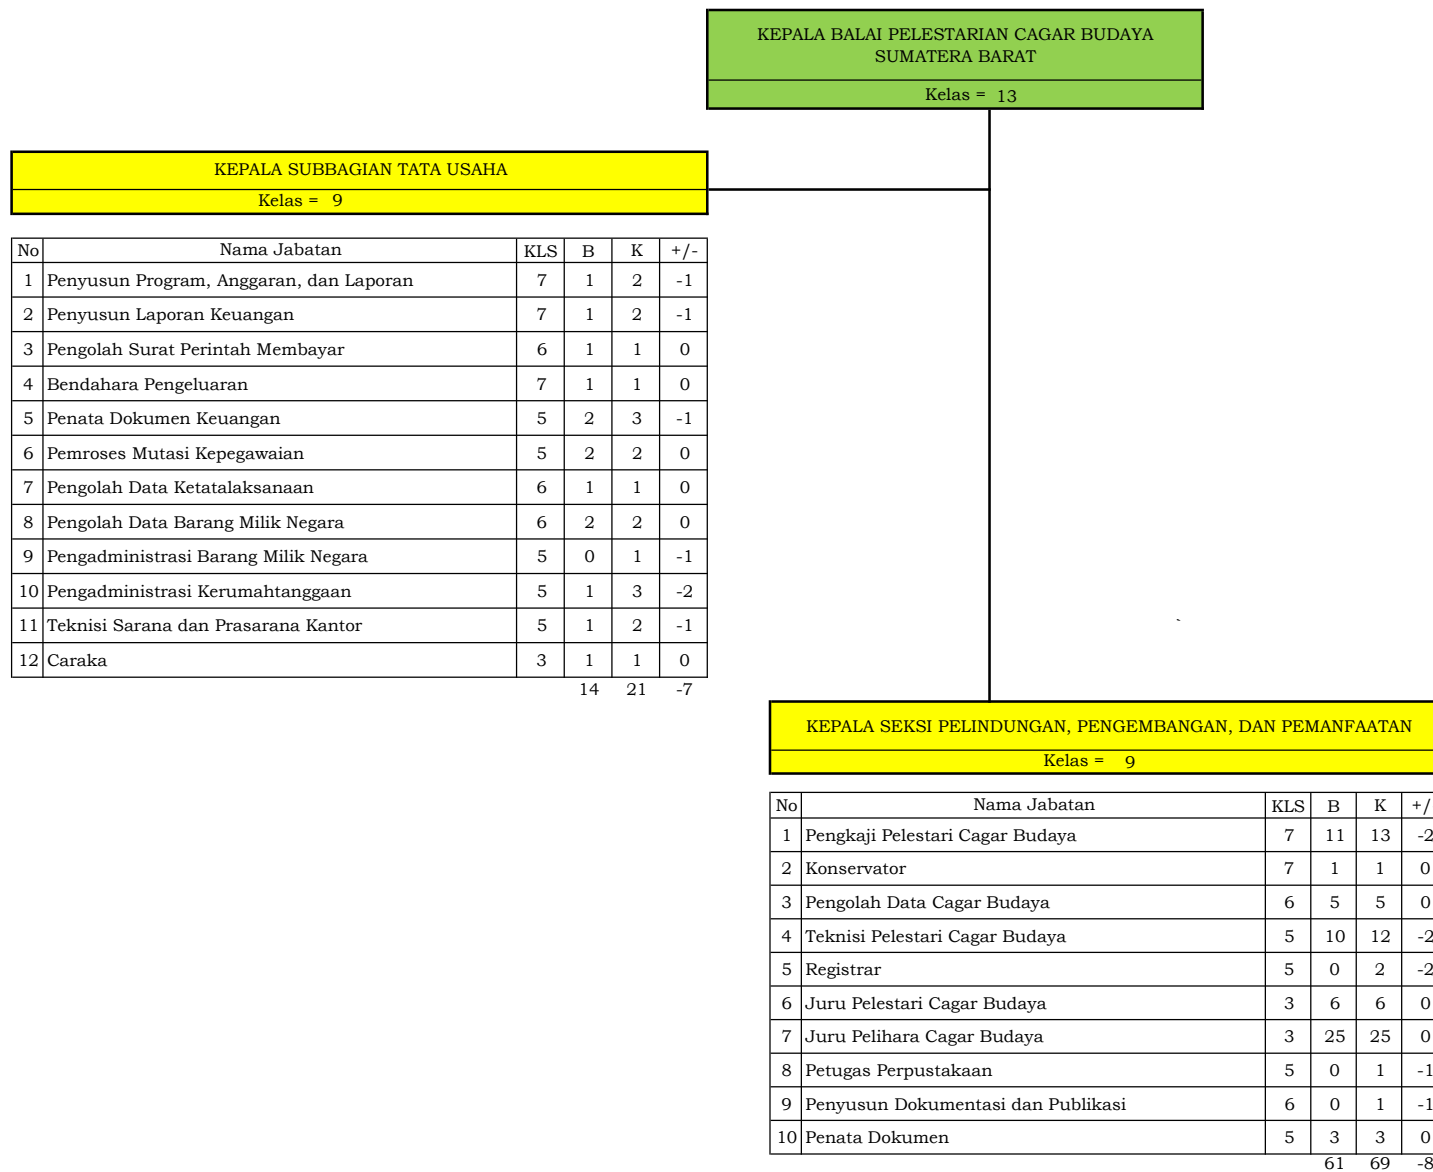 KEPALA BALAI PELESTARIAN CAGAR BUDAYA
SUMATERA BARAT
Kelas = 13
KEPALA SUBBAGIAN TATA USAHA
Kelas = 9
No Nama Jabatan KLS B K +/-
1 Penyusun Program, Anggaran, dan Laporan 7 1 2 -1
2 Penyusun Laporan Keuangan 7 1 2 -1
3 Pengolah Surat Perintah Membayar 6 1 1 0
4 Bendahara Pengeluaran 7 1 1 0
5 Penata Dokumen Keuangan 5 2 3 -1
6 Pemroses Mutasi Kepegawaian 5 2 2 0
7 Pengolah Data Ketatalaksanaan 6 1 1 0
8 Pengolah Data Barang Milik Negara 6 2 2 0
9 Pengadministrasi Barang Milik Negara 5 0 1 -1
10 Pengadministrasi Kerumahtanggaan 5 1 3 -2
11 Teknisi Sarana dan Prasarana Kantor 5 1 2 -1
12 Caraka 3 1 1 0
14 21 -7
`
KEPALA SEKSI PELINDUNGAN, PENGEMBANGAN, DAN PEMANFAATAN
Kelas = 9
No Nama Jabatan KLS B K +/
1 Pengkaji Pelestari Cagar Budaya 7 11 13 -2
2 Konservator 7 1 1 0
3 Pengolah Data Cagar Budaya 6 5 5 0
4 Teknisi Pelestari Cagar Budaya 5 10 12 -2
5 Registrar 5 0 2 -2
6 Juru Pelestari Cagar Budaya 3 6 6 0
7 Juru Pelihara Cagar Budaya 3 25 25 0
8 Petugas Perpustakaan 5 0 1 -1
9 Penyusun Dokumentasi dan Publikasi 6 0 1 -1
10 Penata Dokumen 5 3 3 0
61 69 -8